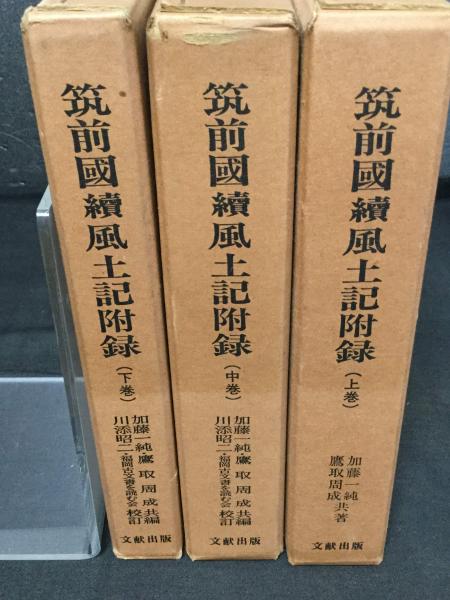 筑前國續風土記附録
(上巻)
加藤一純
鷹取周成 共著
文献出版
筑前國續風土記附録
(中巻)
加藤一純 鷹取周成 共編
川添昭二 福岡古文書を読む会 校訂
文献出版
筑前國續風土記附録
(下巻)
加藤一純 鷹取周成 共編
川添昭二 福岡古文書を読む会 校訂
文献出版